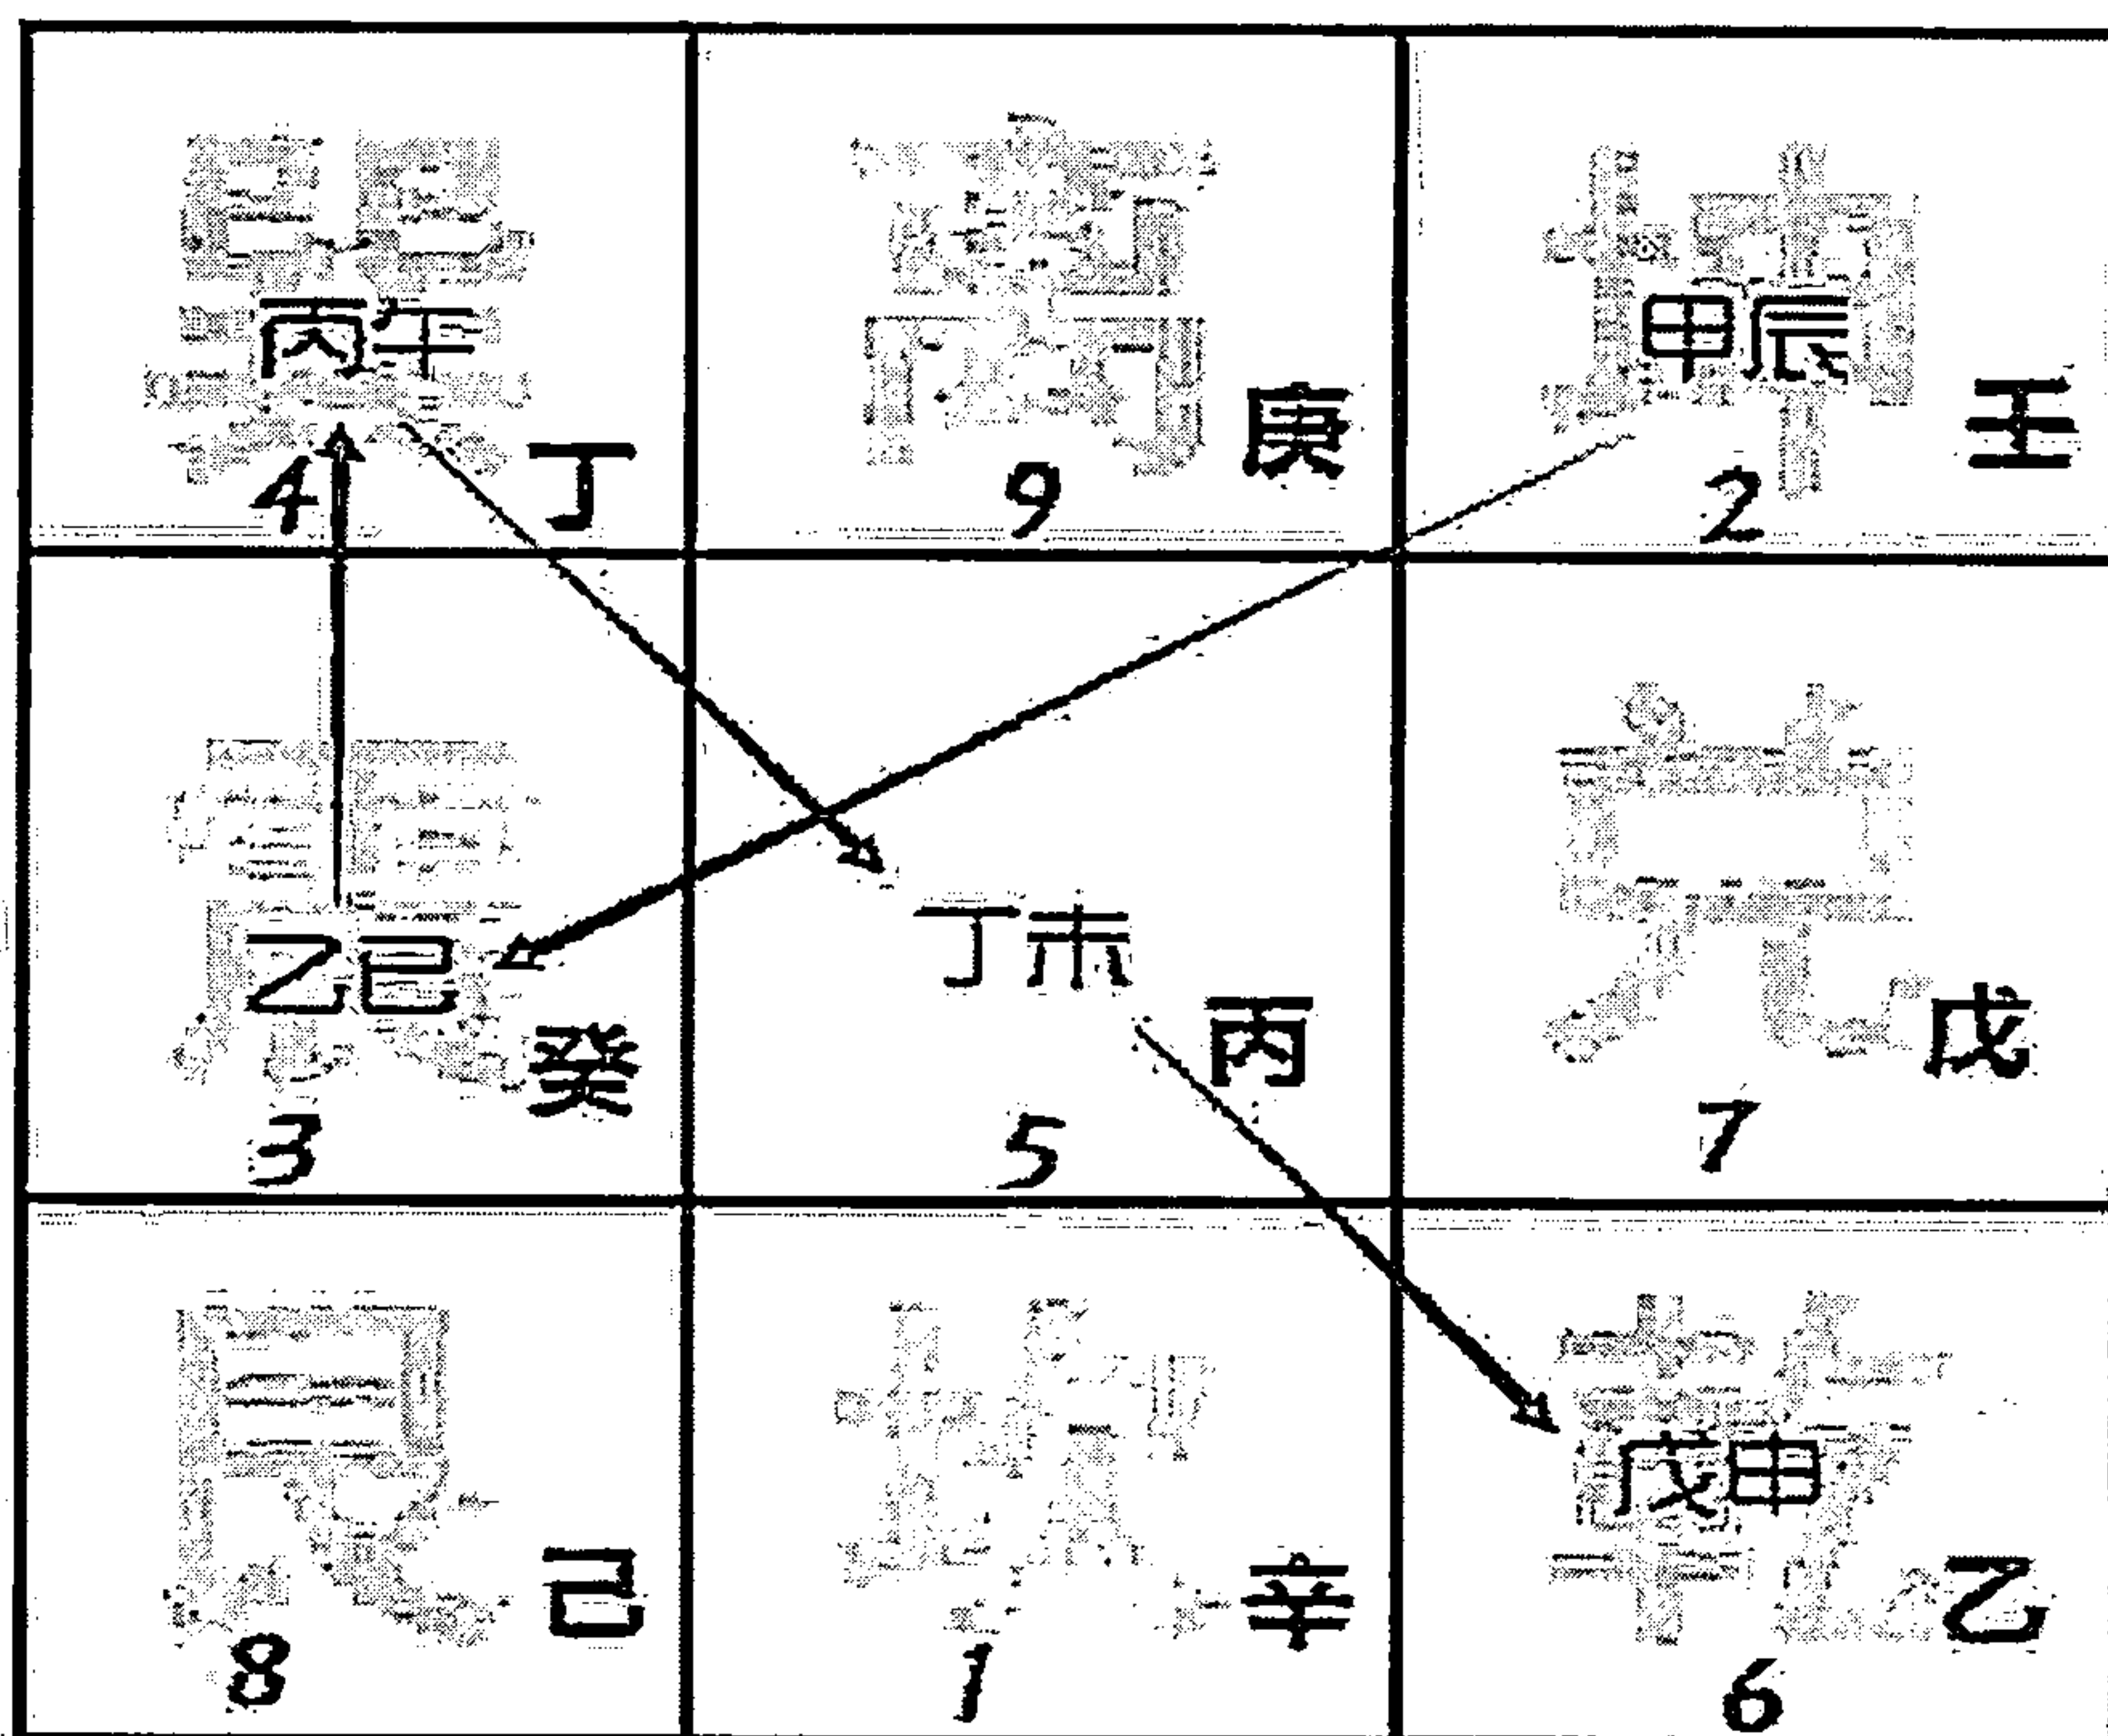 巽 離 坤
丙午 甲辰
庚 壬
4 丁 9 2
震 兌
乙巳 丁未
癸 丙 戊
3 5 7
艮 坎 乾
戊申
己 辛 乙
8 1 6